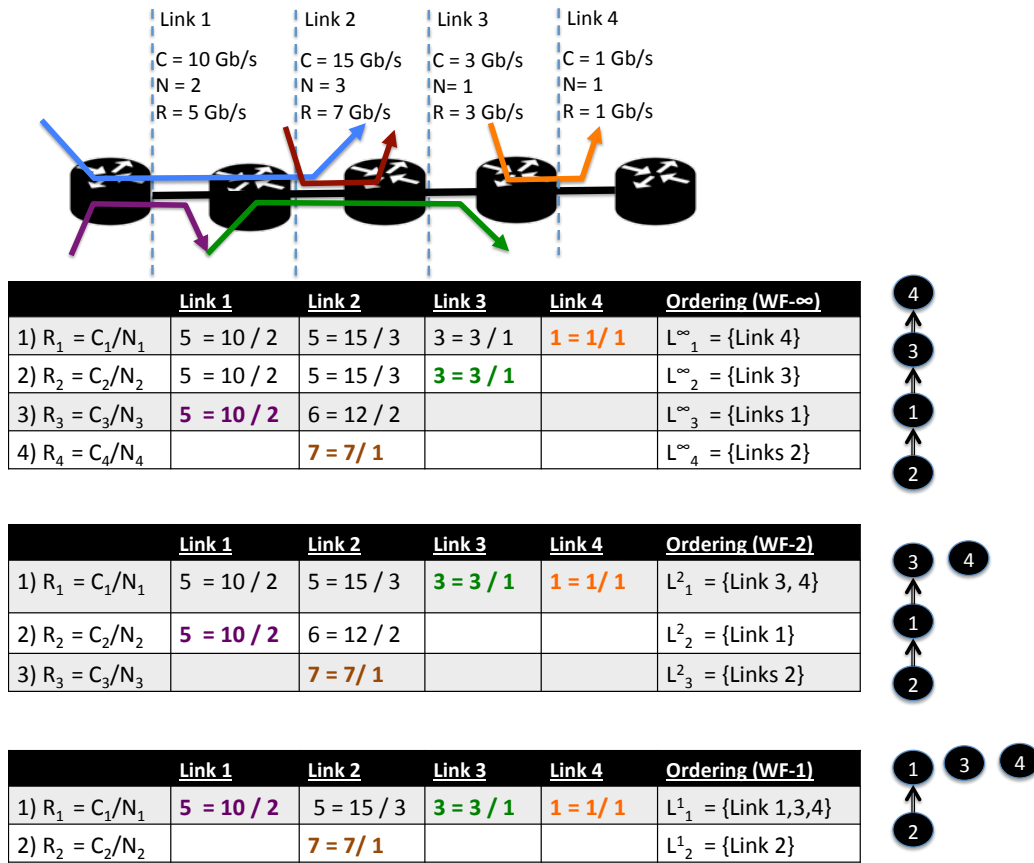 Link 1 Link 2 Link 3 Link 4
C = 10 Gb/s C = 15 Gb/s C = 3 Gb/s C = 1 Gb/s
N = 2 N = 3 N= 1 N= 1
R = 5 Gb/s R = 7 Gb/s R = 3 Gb/s R = 1 Gb/s
Link 1 Link 2 Link 3 Link 4 Ordering (WF-∞)
1) R₁ = C₁/N₁ 5 = 10 / 2 5 = 15 / 3 3 = 3 / 1 1 = 1/ 1 L^∞₁ = {Link 4}
2) R₂ = C₂/N₂ 5 = 10 / 2 5 = 15 / 3 3 = 3 / 1 L^∞₂ = {Link 3}
3) R₃ = C₃/N₃ 5 = 10 / 2 6 = 12 / 2 L^∞₃ = {Links 1}
4) R₄ = C₄/N₄ 7 = 7/ 1 L^∞₄ = {Links 2}
4
3
1
2
Link 1 Link 2 Link 3 Link 4 Ordering (WF-2)
1) R₁ = C₁/N₁ 5 = 10 / 2 5 = 15 / 3 3 = 3 / 1 1 = 1/ 1 L²₁ = {Link 3, 4}
2) R₂ = C₂/N₂ 5 = 10 / 2 6 = 12 / 2 L²₂ = {Link 1}
3) R₃ = C₃/N₃ 7 = 7/ 1 L²₃ = {Links 2}
3 4
1
2
Link 1 Link 2 Link 3 Link 4 Ordering (WF-1)
1) R₁ = C₁/N₁ 5 = 10 / 2 5 = 15 / 3 3 = 3 / 1 1 = 1/ 1 L¹₁ = {Link 1,3,4}
2) R₂ = C₂/N₂ 7 = 7/ 1 L¹₂ = {Link 2}
1 3 4
2